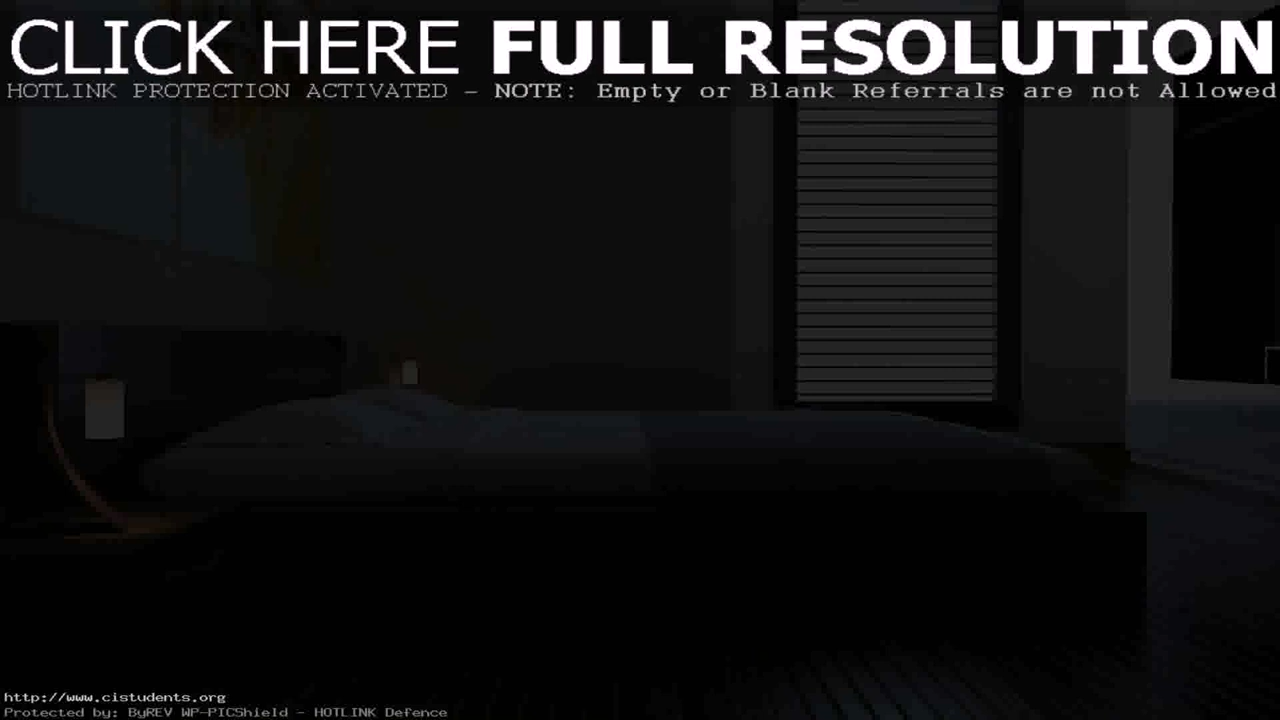 CLICK HERE FULL RESOLUTION
HOTLINK PROTECTION ACTIVATED - NOTE: Empty or Blank Referrals are not Allowed
http://www.cistudents.org
Protected by: ByREV WP-PICShield - HOTLINK Defence